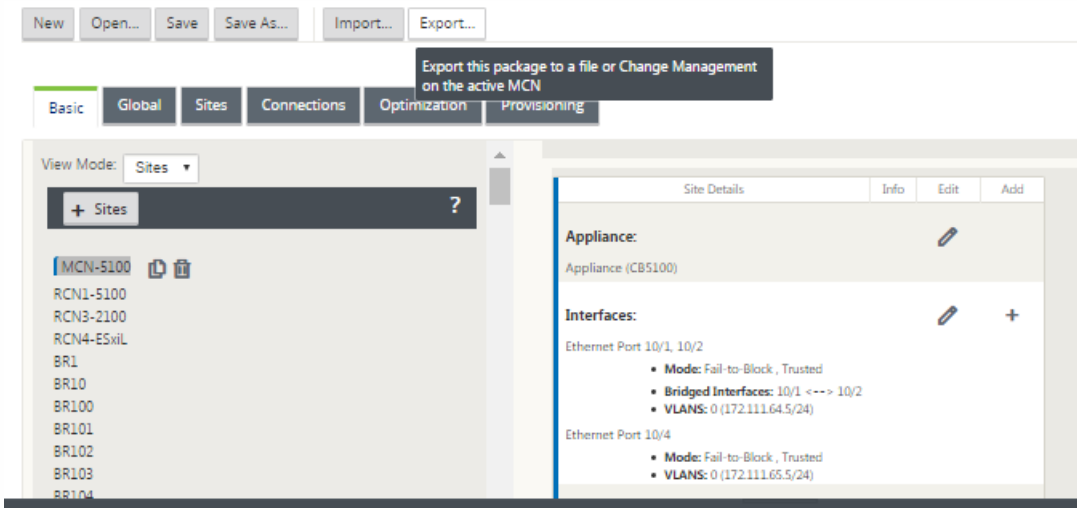 New Open... Save Save As... Import... Export...
Export this package to a file or Change Management
on the active MCN
Basic Global Sites Connections Optimization Provisioning
View Mode: Sites
+ Sites ?
MCN-5100
RCN1-5100
RCN3-2100
RCN4-ESxiL
BR1
BR10
BR100
BR101
BR102
BR103
BR104
Site Details Info Edit Add
Appliance:
Appliance (CB5100)
Interfaces:
Ethernet Port 10/1, 10/2
• Mode: Fail-to-Block , Trusted
• Bridged Interfaces: 10/1 <--> 10/2
• VLANS: 0 (172.111.64.5/24)
Ethernet Port 10/4
• Mode: Fail-to-Block , Trusted
• VLANS: 0 (172.111.65.5/24)